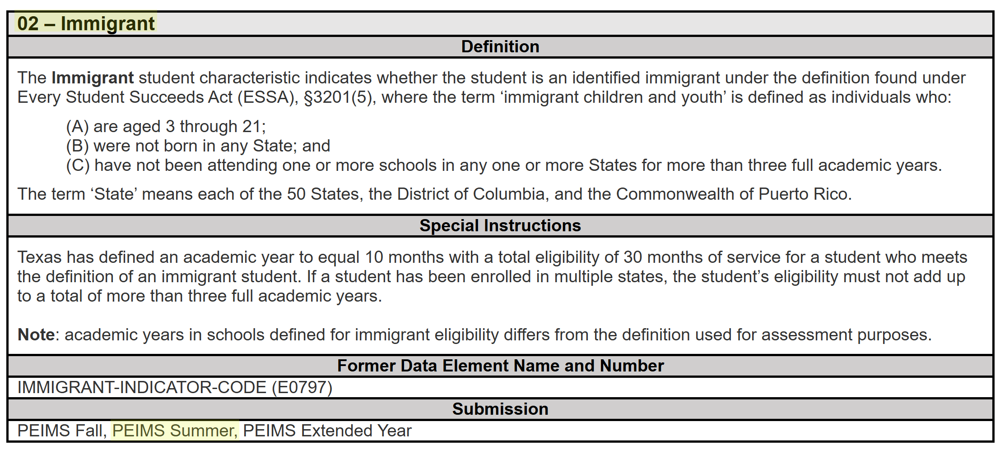 02 – Immigrant
Definition
The Immigrant student characteristic indicates whether the student is an identified immigrant under the definition found under
Every Student Succeeds Act (ESSA), §3201(5), where the term ‘immigrant children and youth’ is defined as individuals who:
(A) are aged 3 through 21;
(B) were not born in any State; and
(C) have not been attending one or more schools in any one or more States for more than three full academic years.
The term ‘State’ means each of the 50 States, the District of Columbia, and the Commonwealth of Puerto Rico.
Special Instructions
Texas has defined an academic year to equal 10 months with a total eligibility of 30 months of service for a student who meets
the definition of an immigrant student. If a student has been enrolled in multiple states, the student’s eligibility must not add up
to a total of more than three full academic years.
Note: academic years in schools defined for immigrant eligibility differs from the definition used for assessment purposes.
Former Data Element Name and Number
IMMIGRANT-INDICATOR-CODE (E0797)
Submission
PEIMS Fall, PEIMS Summer, PEIMS Extended Year